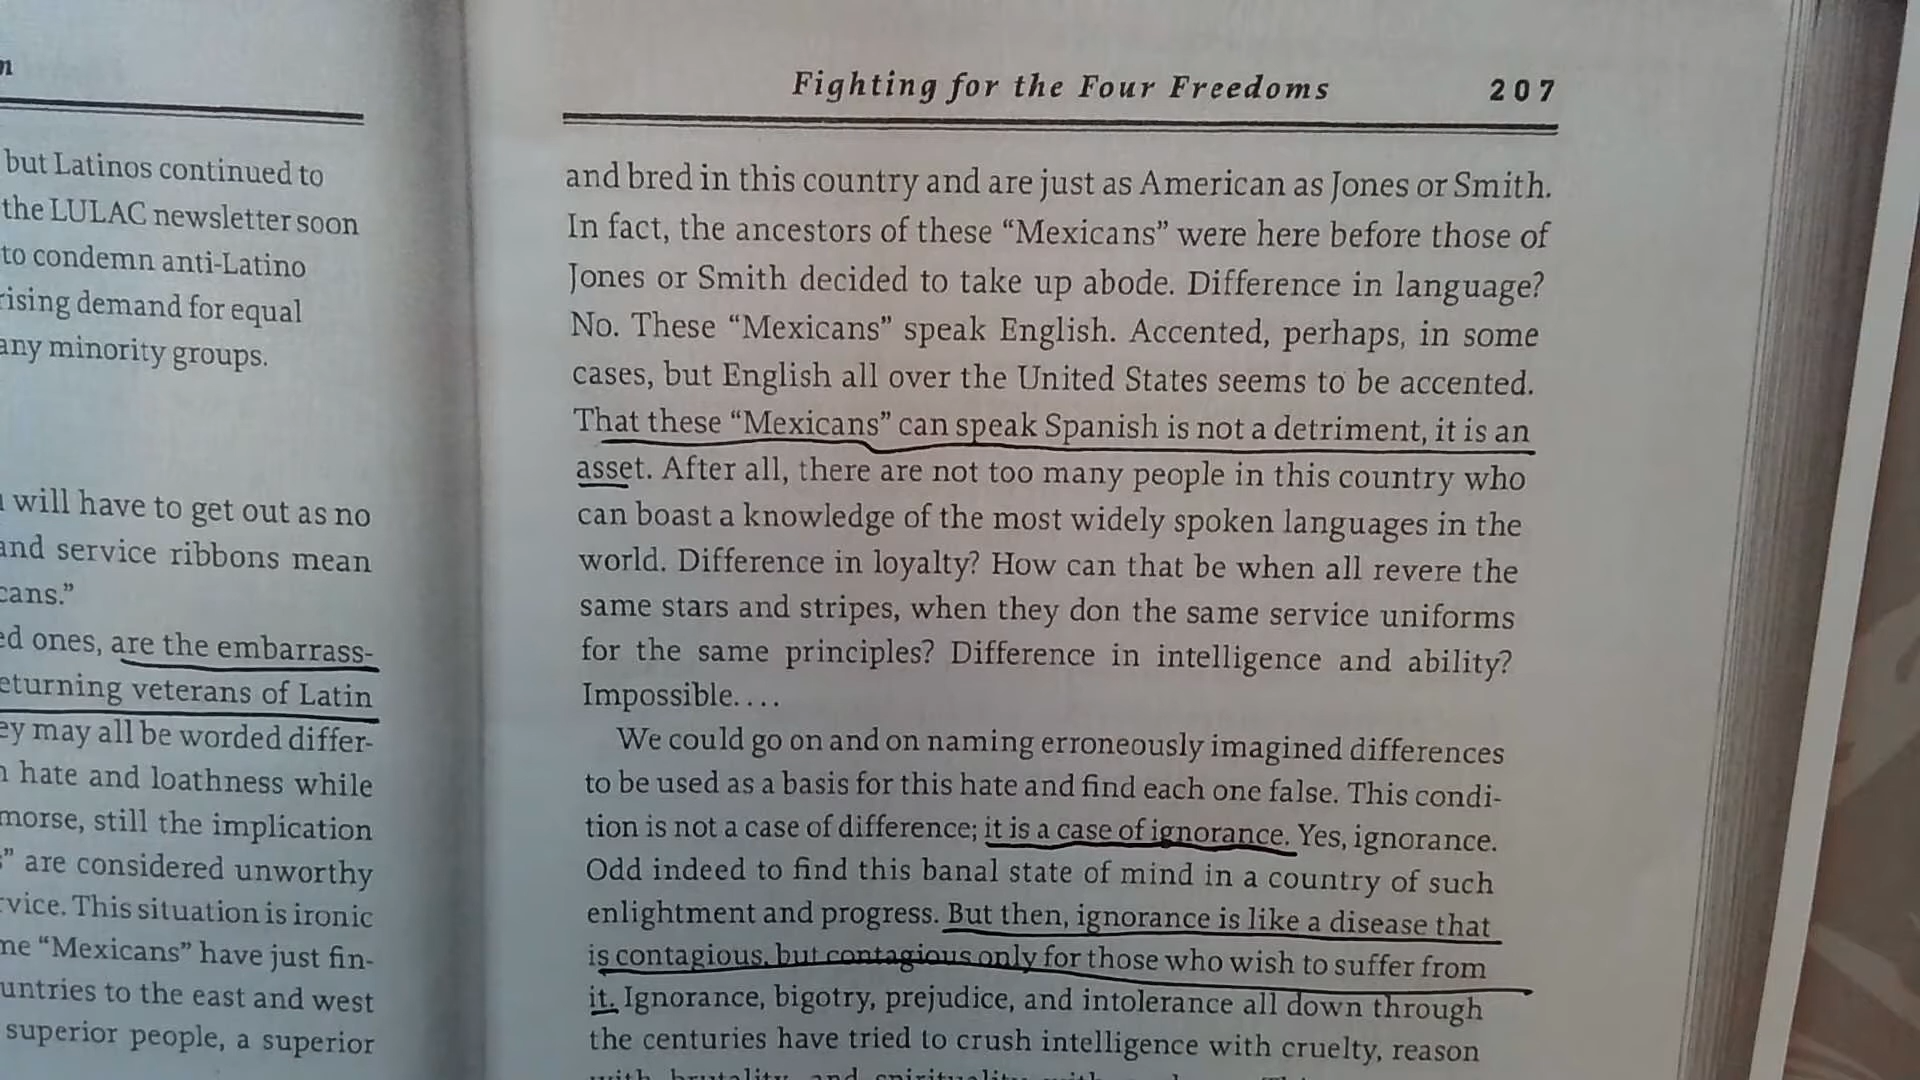 but Latinos continued to
the LULAC newsletter soon
to condemn anti-Latino
rising demand for equal
any minority groups.
will have to get out as no
and service ribbons mean
cans."
ed ones, are the embarrass-
eturning veterans of Latin
ey may all be worded differ-
hate and loathness while
morse, still the implication
" are considered unworthy
rvice. This situation is ironic
me "Mexicans" have just fin-
untries to the east and west
superior people, a superior
Fighting for the Four Freedoms 207
and bred in this country and are just as American as Jones or Smith.
In fact, the ancestors of these "Mexicans" were here before those of
Jones or Smith decided to take up abode. Difference in language?
No. These "Mexicans" speak English. Accented, perhaps, in some
cases, but English all over the United States seems to be accented.
That these "Mexicans" can speak Spanish is not a detriment, it is an
asset. After all, there are not too many people in this country who
can boast a knowledge of the most widely spoken languages in the
world. Difference in loyalty? How can that be when all revere the
same stars and stripes, when they don the same service uniforms
for the same principles? Difference in intelligence and ability?
Impossible....
We could go on and on naming erroneously imagined differences
to be used as a basis for this hate and find each one false. This condi-
tion is not a case of difference; it is a case of ignorance. Yes, ignorance.
Odd indeed to find this banal state of mind in a country of such
enlightment and progress. But then, ignorance is like a disease that
is contagious, but contagious only for those who wish to suffer from
it. Ignorance, bigotry, prejudice, and intolerance all down through
the centuries have tried to crush intelligence with cruelty, reason
with brutality, and spirituality